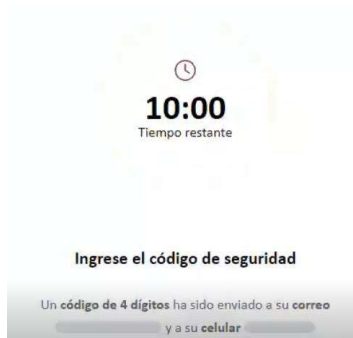 10:00
Tiempo restante
Ingrese el código de seguridad
Un código de 4 dígitos ha sido enviado a su correo
y a su celular